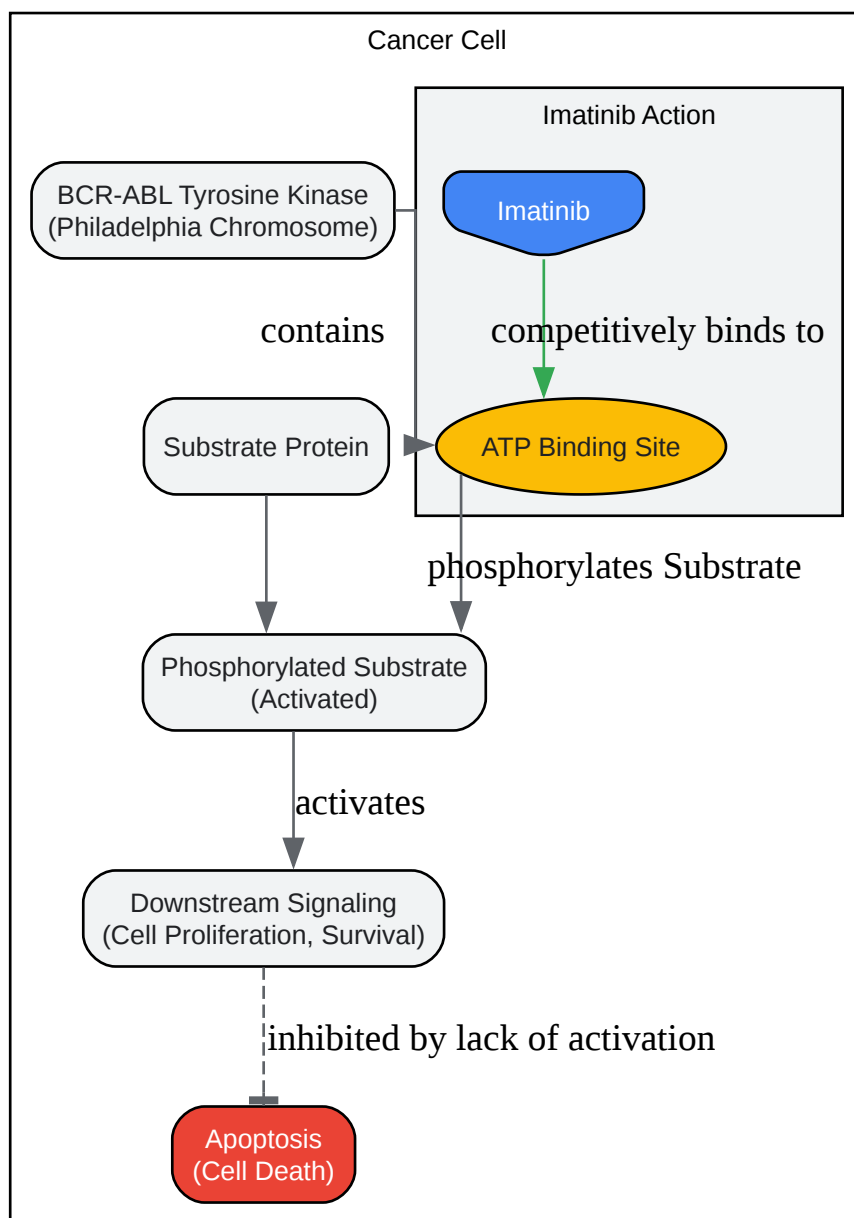 Cancer Cell
Imatinib Action
BCR-ABL Tyrosine Kinase
(Philadelphia Chromosome)
Imatinib
contains
competitively binds to
Substrate Protein
ATP Binding Site
phosphorylates Substrate
Phosphorylated Substrate
(Activated)
activates
Downstream Signaling
(Cell Proliferation, Survival)
inhibited by lack of activation
Apoptosis
(Cell Death)